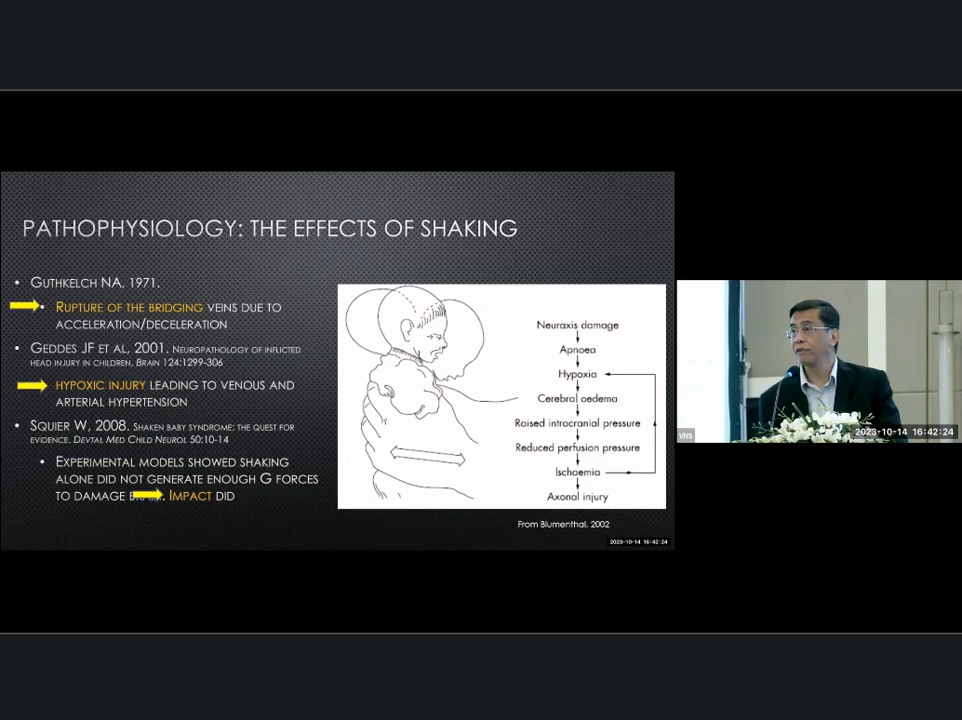 PATHOPHYSIOLOGY: THE EFFECTS OF SHAKING
• GUTHKELCH NA, 1971.
• RUPTURE OF THE BRIDGING VEINS DUE TO
ACCELERATION/DECELERATION
• GEDDES JF ET AL, 2001. NEUROPATHOLOGY OF INFLICTED
HEAD INJURY IN CHILDREN, BRAIN 124:1299-306
HYPOXIC INJURY LEADING TO VENOUS AND
ARTERIAL HYPERTENSION
• SQUIER W, 2008. SHAKEN BABY SYNDROME: THE QUEST FOR
EVIDENCE. DEVTAL MED CHILD NEUROL 50:10-14
• EXPERIMENTAL MODELS SHOWED SHAKING
ALONE DID NOT GENERATE ENOUGH G FORCES
TO DAMAGE . IMPACT DID
Neuraxis damage
Apnoea
Hypoxia
Cerebral oedema
Raised intracranial pressure
Reduced perfusion pressure
Ischaemia
Axonal injury
From Blumenthal, 2002
2023-10-14 16:42:24
VNS
2023-10-14 16:42:24